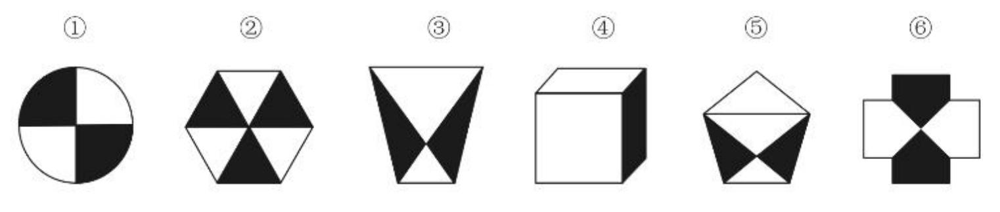 ① ② ③ ④ ⑤ ⑥